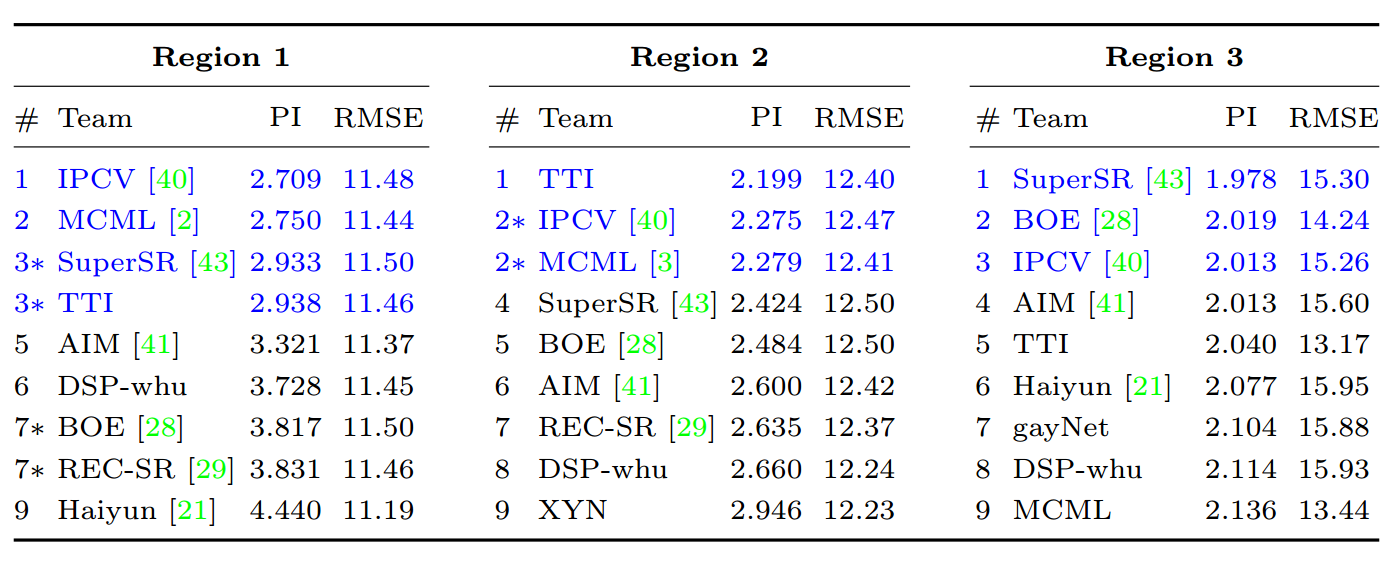 Region 1 Region 2 Region 3
# Team PI RMSE # Team PI RMSE # Team PI RMSE
1 IPCV [40] 2.709 11.48 1 TTI 2.199 12.40 1 SuperSR [43] 1.978 15.30
2 MCML [2] 2.750 11.44 2* IPCV [40] 2.275 12.47 2 BOE [28] 2.019 14.24
3* SuperSR [43] 2.933 11.50 2* MCML [3] 2.279 12.41 3 IPCV [40] 2.013 15.26
3* TTI 2.938 11.46 4 SuperSR [43] 2.424 12.50 4 AIM [41] 2.013 15.60
5 AIM [41] 3.321 11.37 5 BOE [28] 2.484 12.50 5 TTI 2.040 13.17
6 DSP-whu 3.728 11.45 6 AIM [41] 2.600 12.42 6 Haiyun [21] 2.077 15.95
7* BOE [28] 3.817 11.50 7 REC-SR [29] 2.635 12.37 7 gayNet 2.104 15.88
7* REC-SR [29] 3.831 11.46 8 DSP-whu 2.660 12.24 8 DSP-whu 2.114 15.93
9 Haiyun [21] 4.440 11.19 9 XYN 2.946 12.23 9 MCML 2.136 13.44